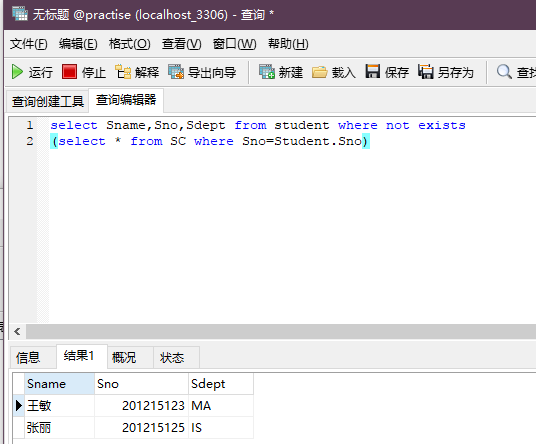 无标题 @practise (localhost_3306) - 查询 *
文件(F) 编辑(E) 格式(O) 查看(V) 窗口(W) 帮助(H)
运行 停止 解释 导出向导 新建 载入 保存 另存为 查找
查询创建工具 查询编辑器
1 select Sname,Sno,Sdept from student where not exists
2 (select * from SC where Sno=Student.Sno)
信息 结果1 概况 状态
Sname Sno Sdept
王敏 201215123 MA
张丽 201215125 IS